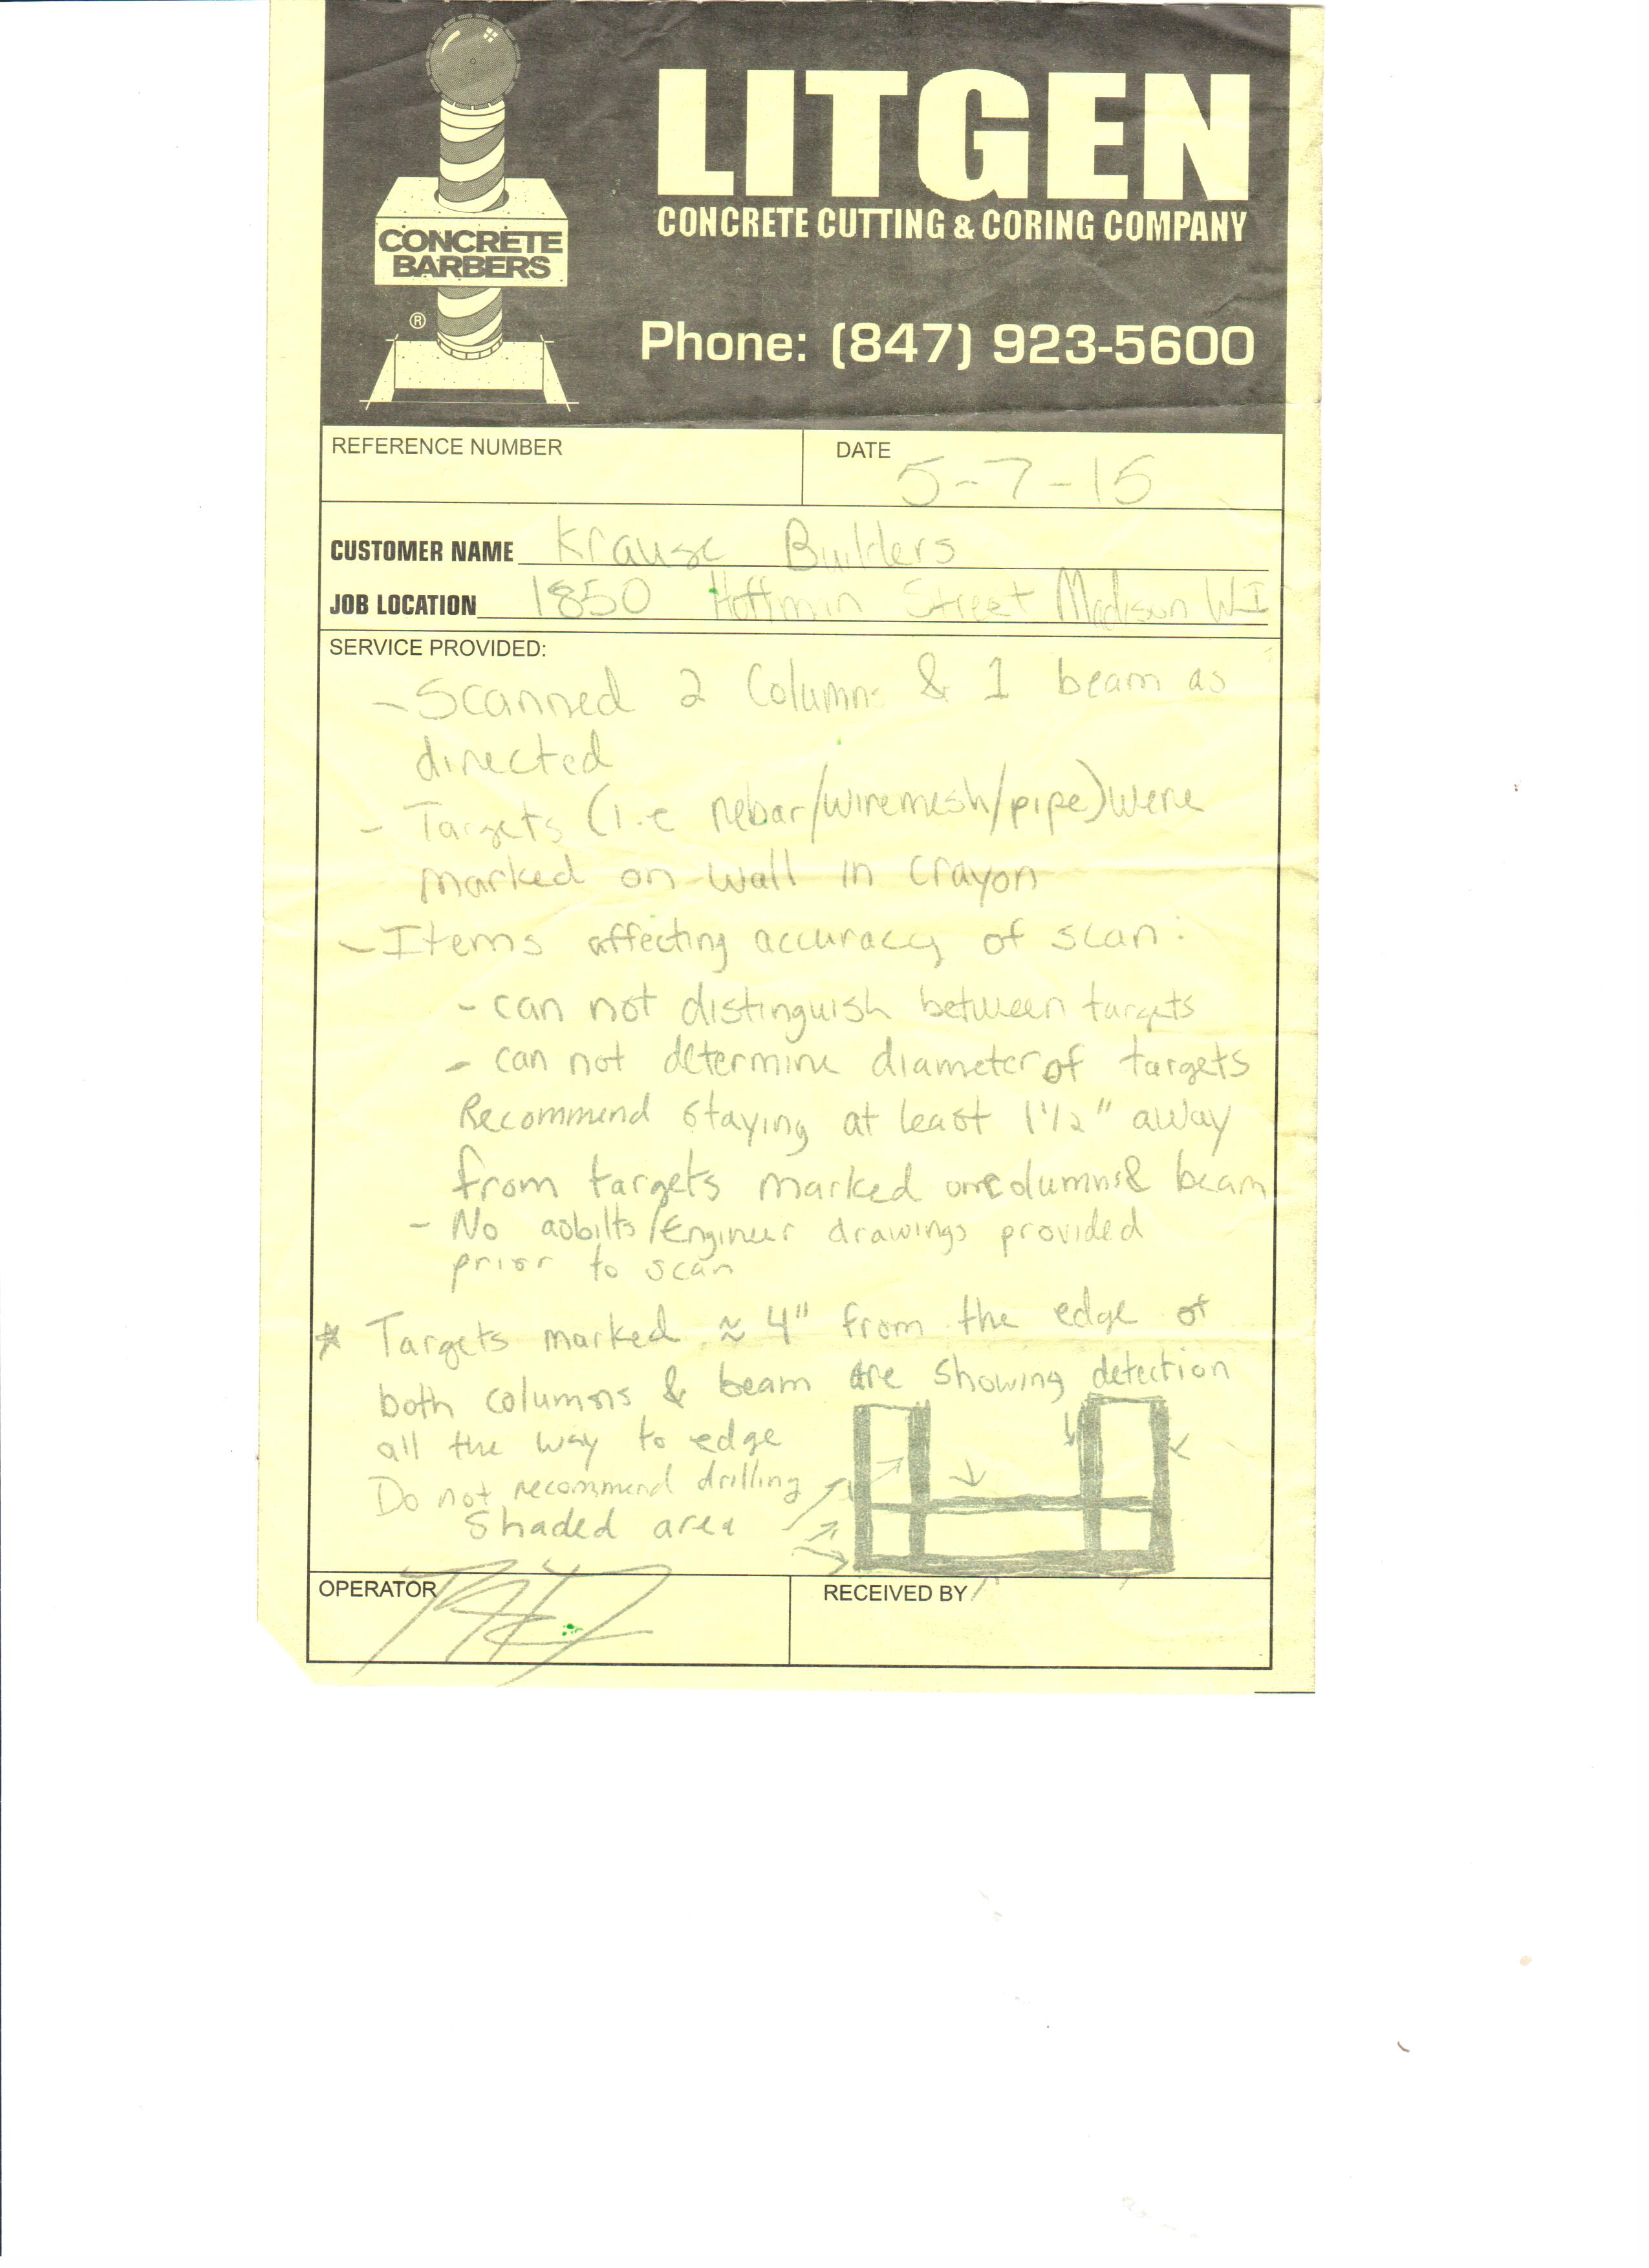 LITGEN
CONCRETE CUTTING & CORING COMPANY
CONCRETE
BARBERS
®
Phone: (847) 923-5600
REFERENCE NUMBER
DATE 5-7-15
CUSTOMER NAME Krause Builders
JOB LOCATION 1850 Hoffman Street Madison WI
SERVICE PROVIDED:
- Scanned 2 Columns & 1 beam as
directed
- Targets (i.e rebar/wiremesh/pipe) were
marked on wall in crayon
- Items affecting accuracy of scan:
- can not distinguish between targets
- can not determine diameter of targets
Recommend staying at least 1 1/2" away
from targets marked on columns & beam
- No asbilts/Engineer drawings provided
prior to scan
* Targets marked ≈ 4" from the edge of
both columns & beam are showing detection
all the way to edge
Do not recommend drilling
shaded area
OPERATOR
RECEIVED BY